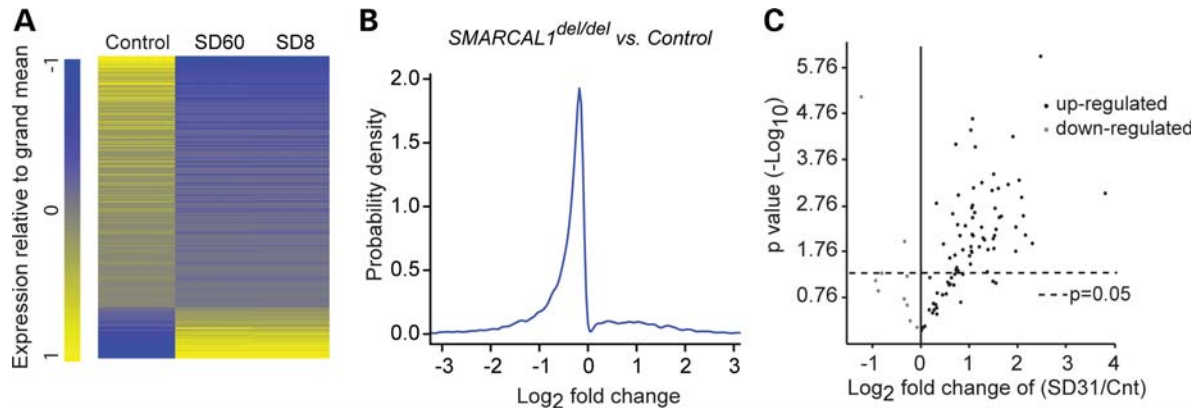 A
Control SD60 SD8
Expression relative to grand mean
-1
0
1
B
SMARCAL1del/del vs. Control
Probability density
2.0
1.5
1.0
0.5
0.0
-3 -2 -1 0 1 2 3
Log2 fold change
C
p value (-Log10)
5.76
4.76
3.76
2.76
1.76
0.76
up-regulated
down-regulated
p=0.05
-1 0 1 2 3 4
Log2 fold change of (SD31/Cnt)